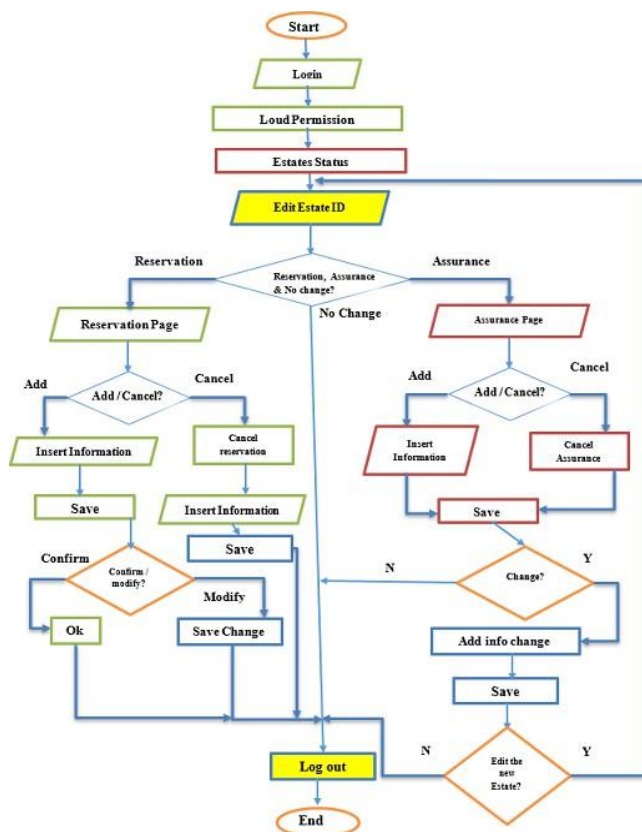 Start
Login
Loud Permission
Estates Status
Edit Estate ID
Reservation
Reservation, Assurance
& No change?
Assurance
No Change
Reservation Page
Assurance Page
Add
Add / Cancel?
Cancel
Add
Add / Cancel?
Cancel
Insert Information
Cancel
reservation
Insert
Information
Cancel
Assurance
Save
Insert Information
Save
Save
Confirm
Confirm /
modify?
Modify
N
Change?
Y
Ok
Save Change
Add info change
Save
N
Edit the
new
Estate?
Y
Log out
End